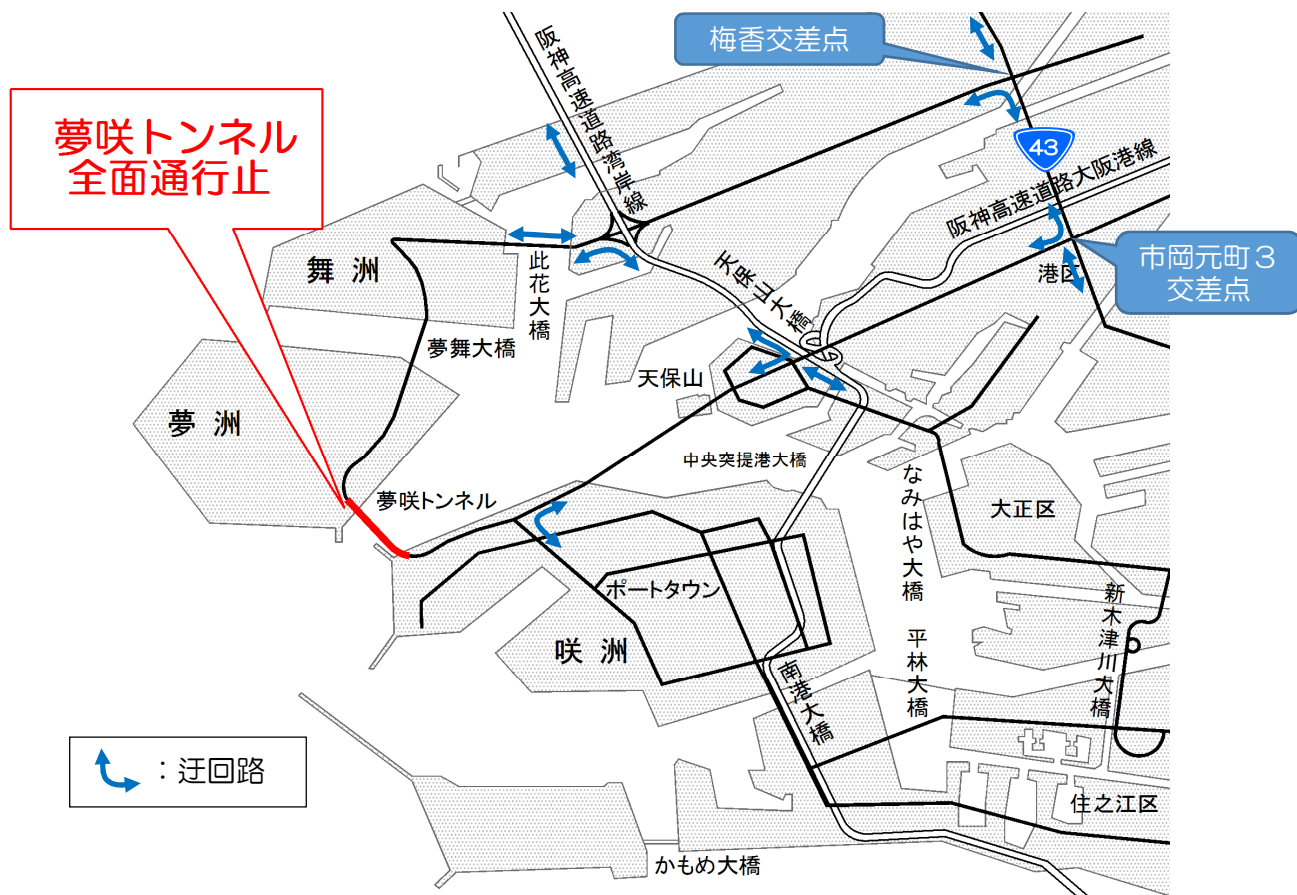 梅香交差点
阪神高速道路湾岸線
夢咲トンネル
全面通行止
43
阪神高速道路大阪港線
市岡元町３
交差点
港区
舞洲
此花大橋
天保山大橋
夢舞大橋
天保山
夢洲
中央突提港大橋
夢咲トンネル
なみはや大橋
大正区
ポートタウン
新木津川大橋
咲洲
平林大橋
南港大橋
：迂回路
住之江区
かもめ大橋